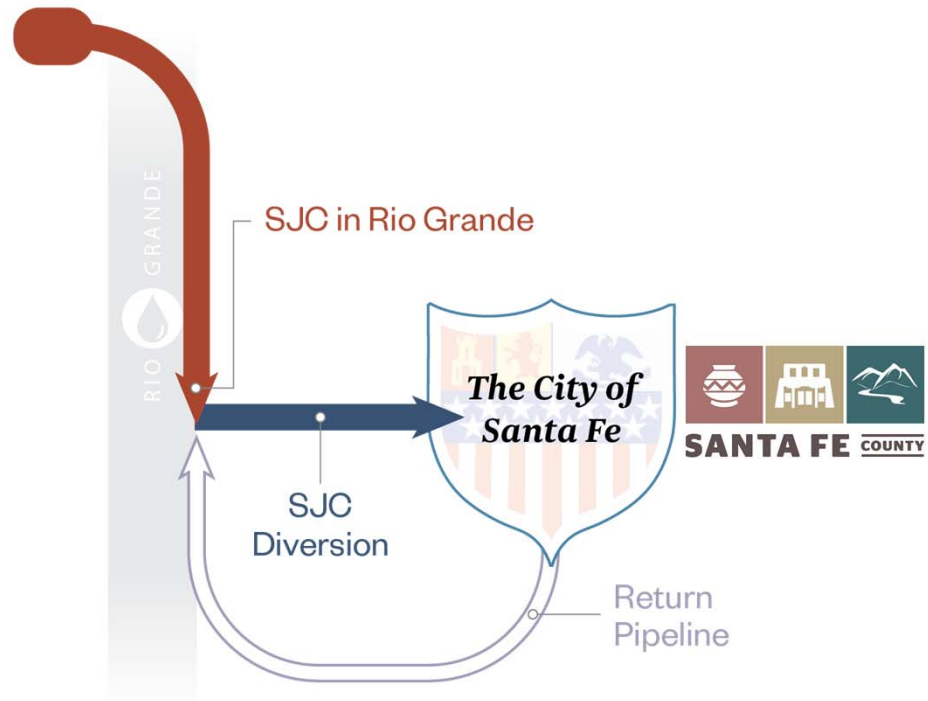 RIO GRANDE
SJC in Rio Grande
The City of
Santa Fe
SANTA FE COUNTY
SJC
Diversion
Return
Pipeline